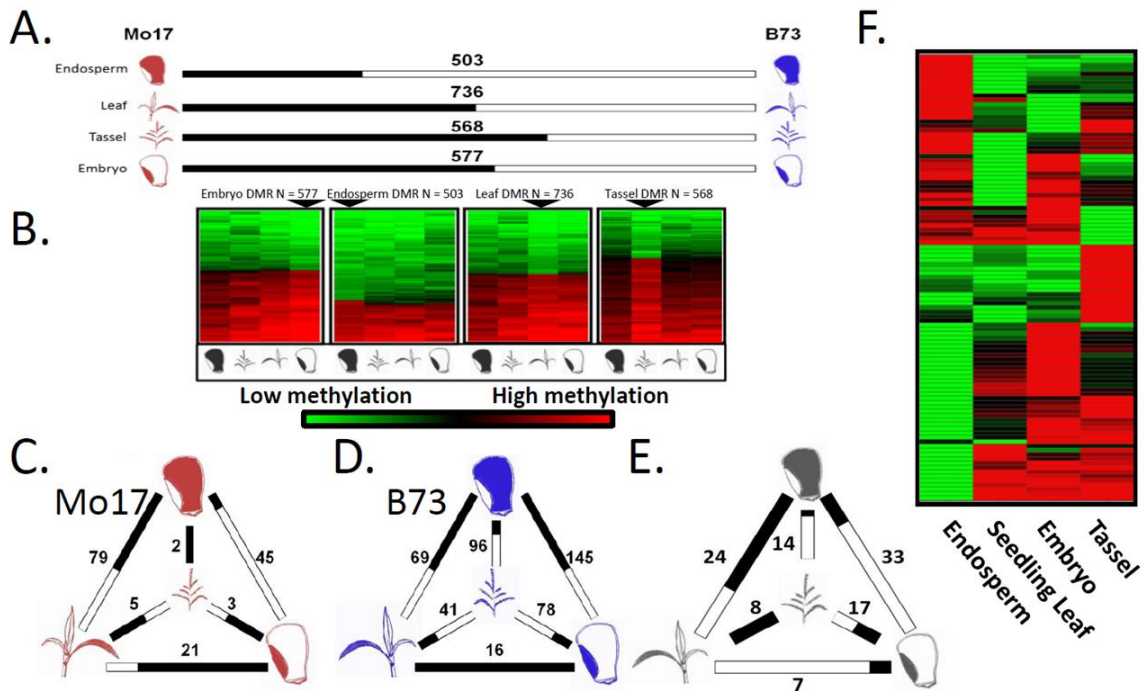 A.
Mo17
B73
Endosperm
503
Leaf
736
Tassel
568
Embryo
577
B.
Embryo DMR N = 577
Endosperm DMR N = 503
Leaf DMR N = 736
Tassel DMR N = 568
Low methylation
High methylation
C.
Mo17
79
2
45
5
3
21
D.
B73
69
96
145
41
78
16
E.
24
14
33
8
17
7
F.
Endosperm
Seedling Leaf
Embryo
Tassel